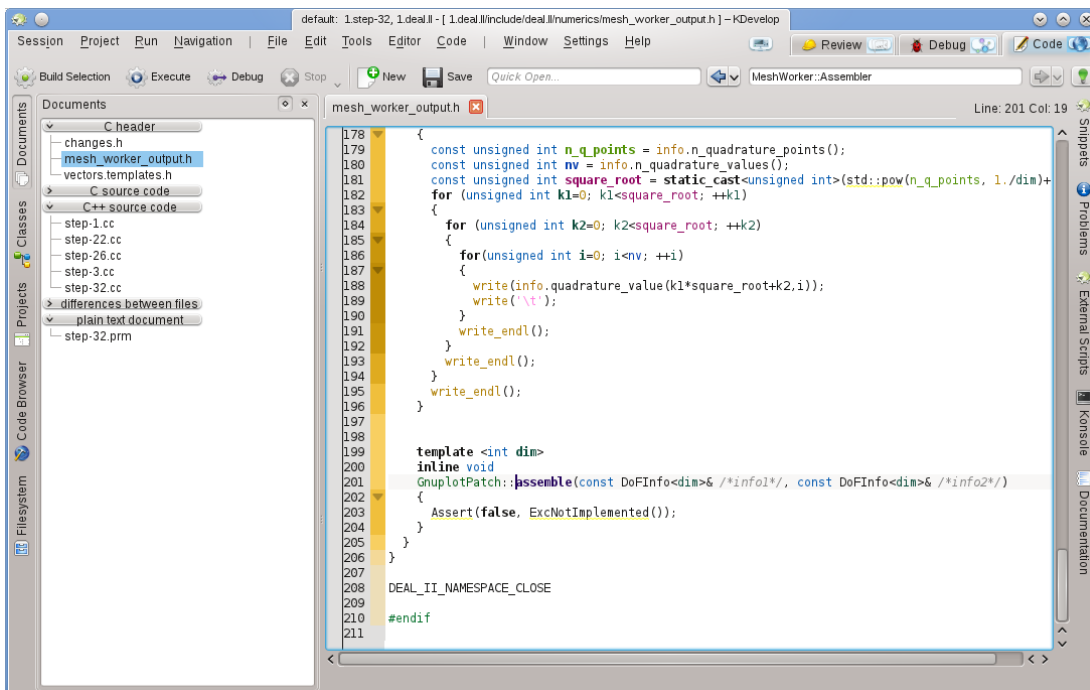 default:  1.step-32, 1.deal.II - [ 1.deal.II/include/deal.II/numerics/mesh_worker_output.h ] – KDevelop
Session Project Run Navigation | File Edit Tools Editor Code | Window Settings Help Review Debug Code
Build Selection Execute Debug Stop New Save Quick Open... MeshWorker::Assembler
Documents
mesh_worker_output.h
Line: 201 Col: 19
Documents
Classes
Projects
Code Browser
Filesystem
C header
changes.h
mesh_worker_output.h
vectors.templates.h
C source code
C++ source code
step-1.cc
step-22.cc
step-26.cc
step-3.cc
step-32.cc
differences between files
plain text document
step-32.prm
178 {
179 const unsigned int n_q_points = info.n_quadrature_points();
180 const unsigned int nv = info.n_quadrature_values();
181 const unsigned int square_root = static_cast<unsigned int>(std::pow(n_q_points, 1./dim)+
182 for (unsigned int k1=0; k1<square_root; ++k1)
183 {
184 for (unsigned int k2=0; k2<square_root; ++k2)
185 {
186 for(unsigned int i=0; i<nv; ++i)
187 {
188 write(info.quadrature_value(k1*square_root+k2,i));
189 write('\t');
190 }
191 write_endl();
192 }
193 write_endl();
194 }
195 write_endl();
196 }
197
198
199 template <int dim>
200 inline void
201 GnuplotPatch::assemble(const DoFInfo<dim>& /*info1*/, const DoFInfo<dim>& /*info2*/)
202 {
203 Assert(false, ExcNotImplemented());
204 }
205 }
206 }
207
208 DEAL_II_NAMESPACE_CLOSE
209
210 #endif
211
Snippets
Problems
External Scripts
Konsole
Documentation